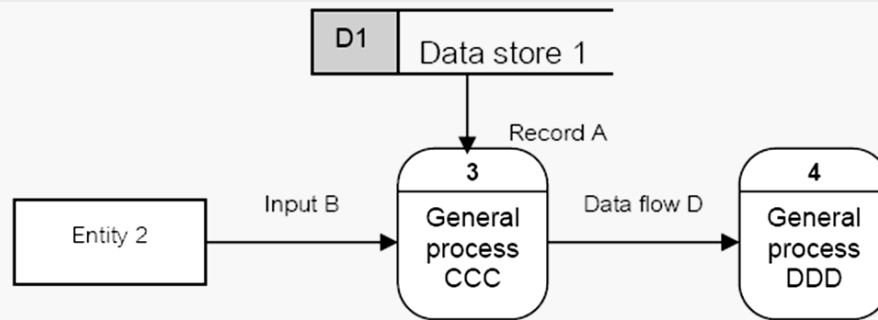 D1
Data store 1
Record A
3
4
Input B
Data flow D
Entity 2
General
process
CCC
General
process
DDD